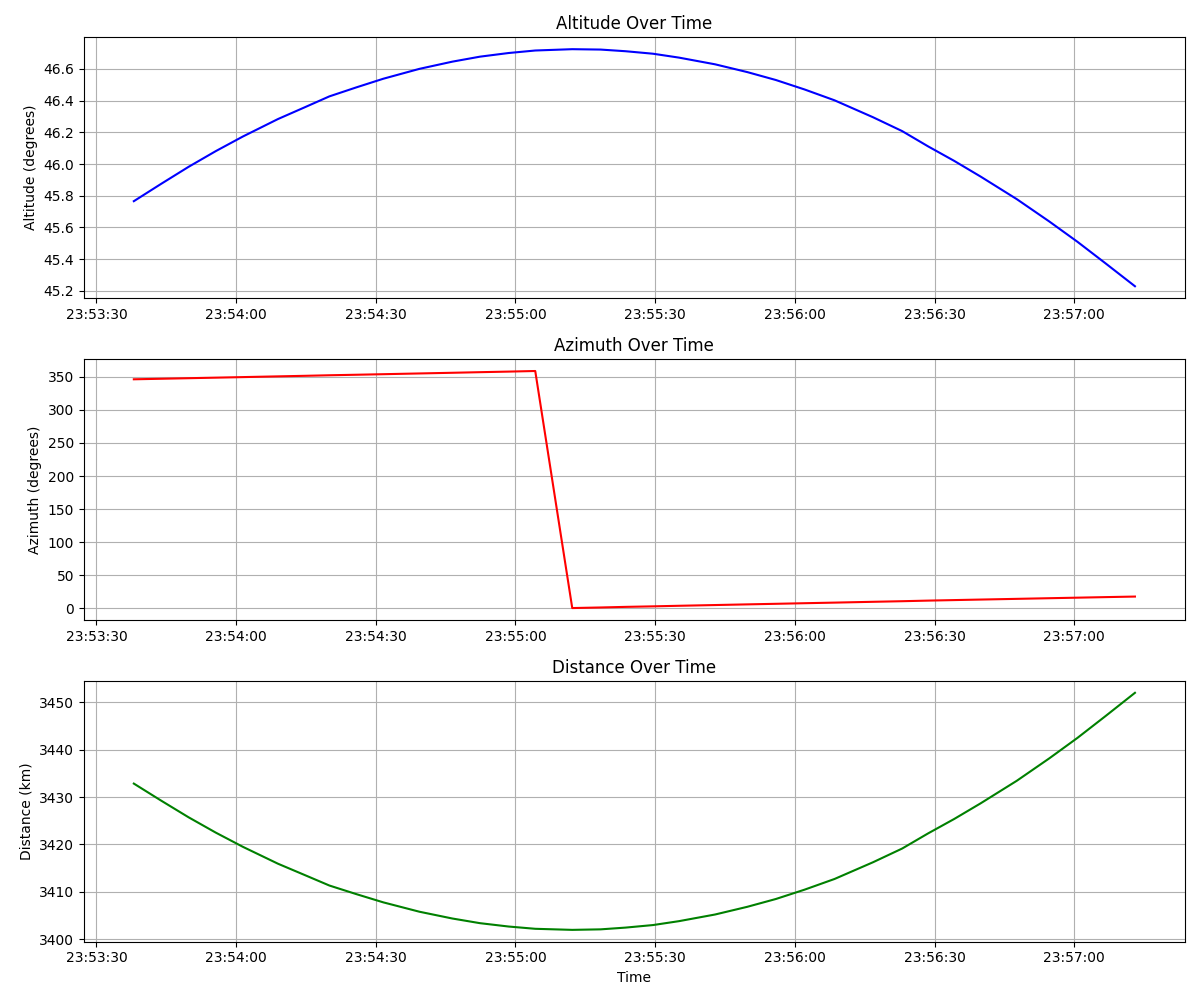 Altitude Over Time
Altitude (degrees)
46.6
46.4
46.2
46.0
45.8
45.6
45.4
45.2
23:53:30 23:54:00 23:54:30 23:55:00 23:55:30 23:56:00 23:56:30 23:57:00
Azimuth Over Time
Azimuth (degrees)
350
300
250
200
150
100
50
0
23:53:30 23:54:00 23:54:30 23:55:00 23:55:30 23:56:00 23:56:30 23:57:00
Distance Over Time
Distance (km)
3450
3440
3430
3420
3410
3400
23:53:30 23:54:00 23:54:30 23:55:00 23:55:30 23:56:00 23:56:30 23:57:00
Time